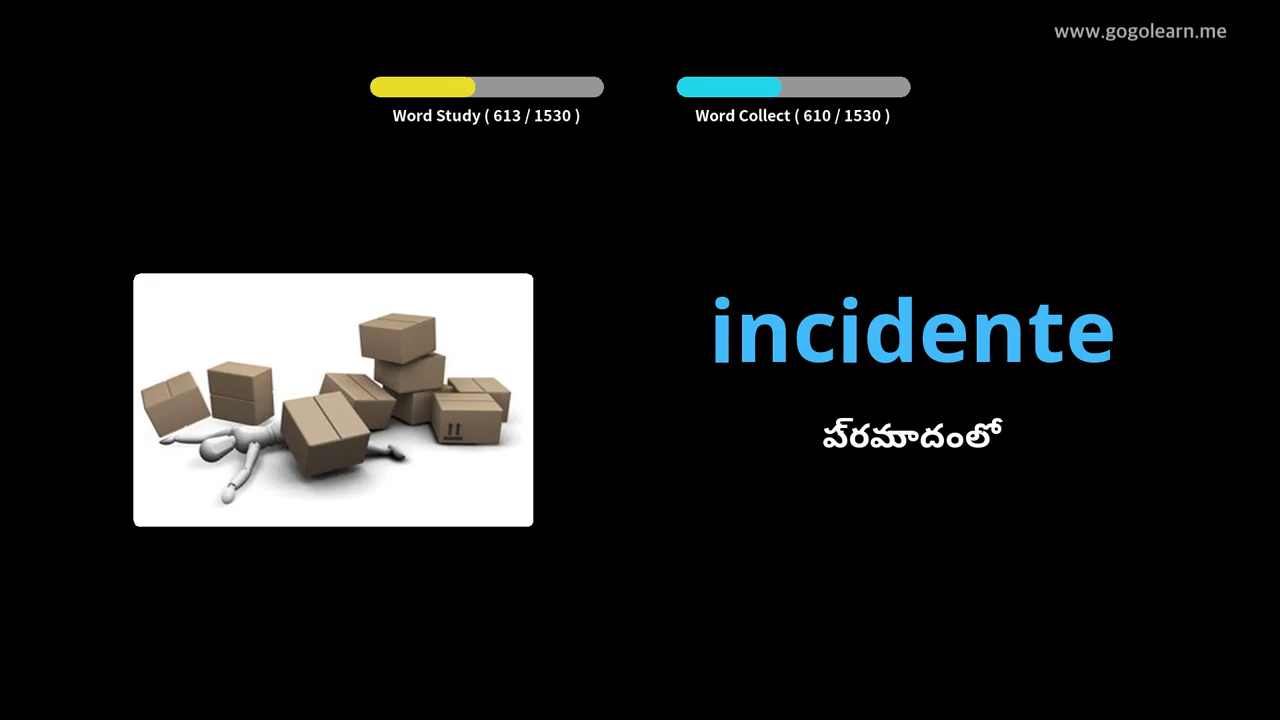 www.gogolearn.me
Word Study ( 613 / 1530 )
Word Collect ( 610 / 1530 )
incidente
ప్రమాదంలో